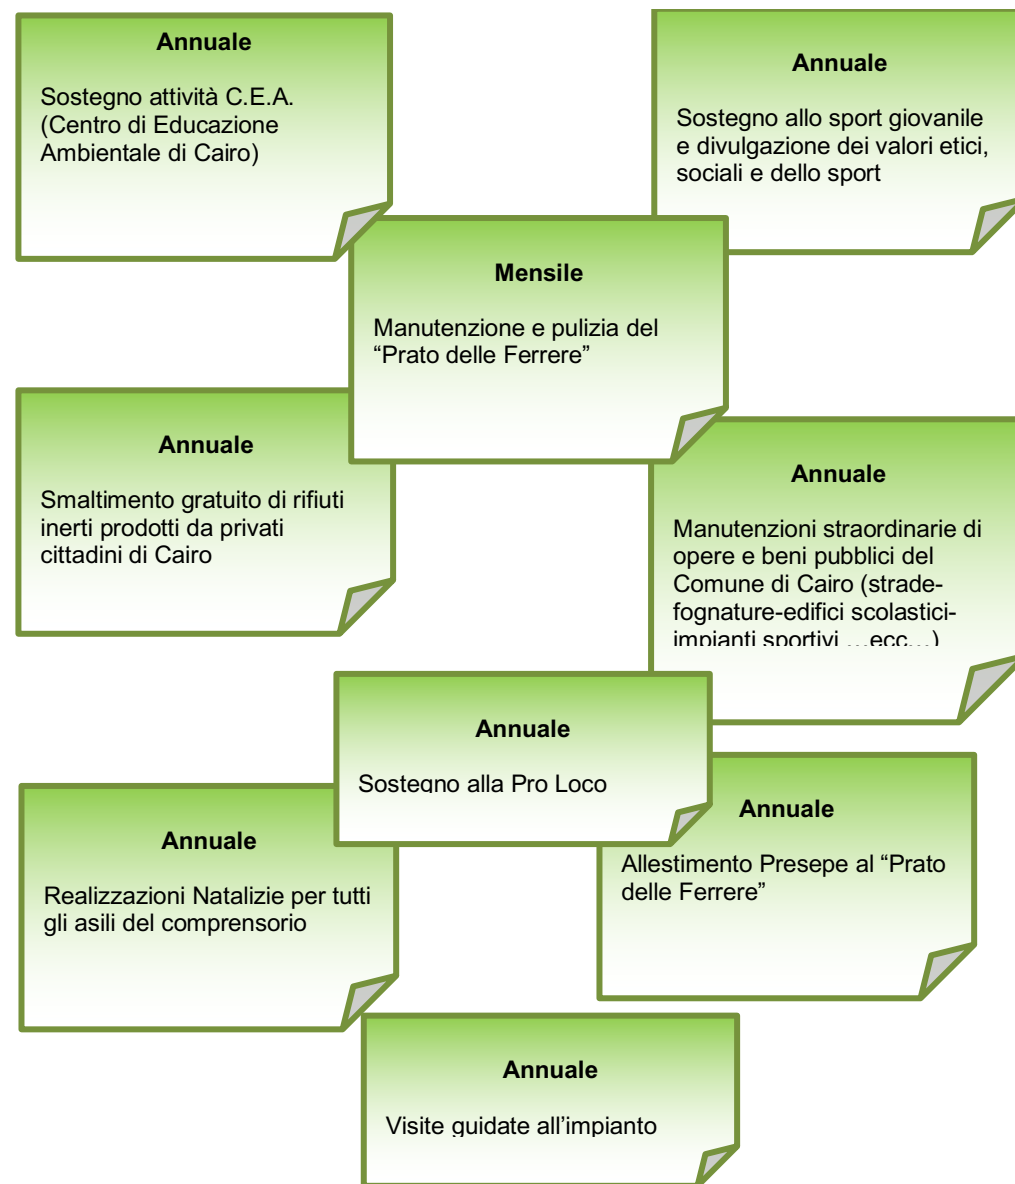 Annuale
Sostegno attività C.E.A.
(Centro di Educazione
Ambientale di Cairo)
Annuale
Sostegno allo sport giovanile
e divulgazione dei valori etici,
sociali e dello sport
Mensile
Manutenzione e pulizia del
“Prato delle Ferrere”
Annuale
Smaltimento gratuito di rifiuti
inerti prodotti da privati
cittadini di Cairo
Annuale
Manutenzioni straordinarie di
opere e beni pubblici del
Comune di Cairo (strade-
fognature-edifici scolastici-
impianti sportivi …ecc…)
Annuale
Sostegno alla Pro Loco
Annuale
Allestimento Presepe al “Prato
delle Ferrere”
Annuale
Realizzazioni Natalizie per tutti
gli asili del comprensorio
Annuale
Visite guidate all’impianto